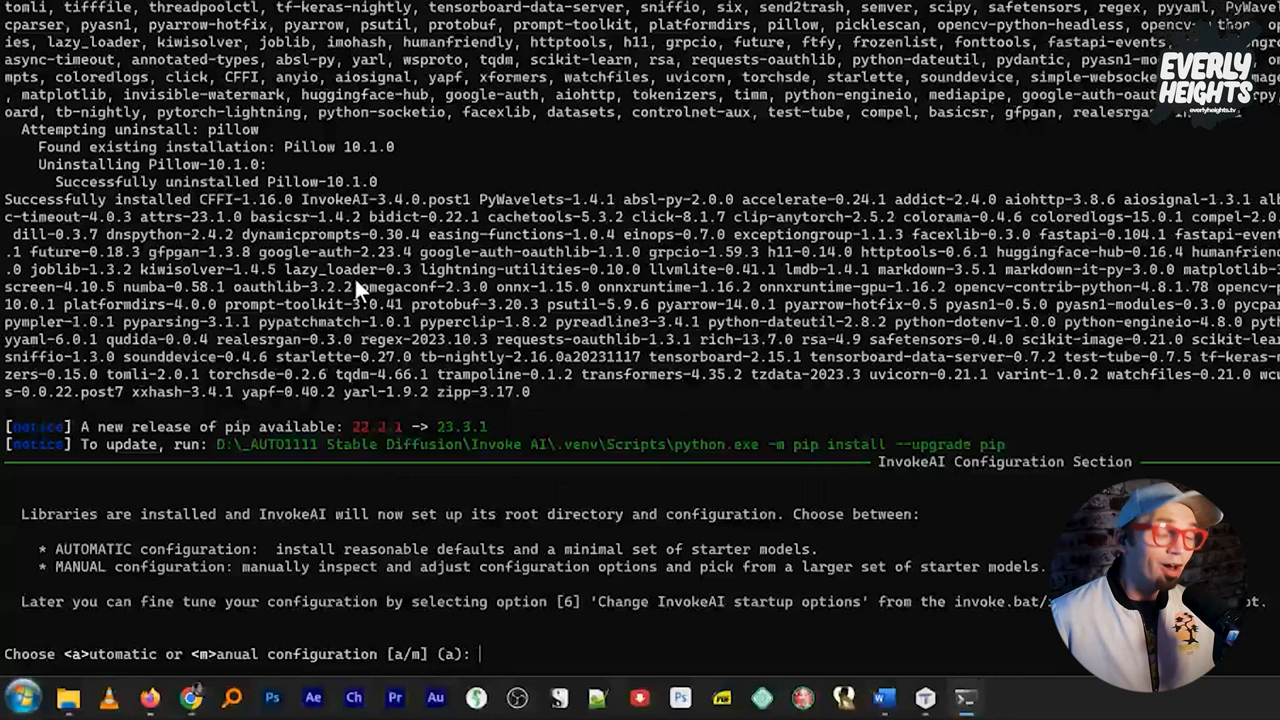 tomli, tifffile, threadpoolctl, tf-keras-nightly, tensorboard-data-server, sniffio, six, send2trash, semver, scipy, safetensors, regex, pyyaml, PyWavelets
cparser, pyasn1, pyarrow-hotfix, pyarrow, psutil, protobuf, prompt-toolkit, platformdirs, pillow, picklescan, opencv-python-headless,
ies, lazy_loader, kiwisolver, joblib, imohash, humanfriendly, httptools, h11, grpcio, future, ftfy, frozenlist, fonttools, fastapi-events,
async-timeout, annotated-types, absl-py, yarl, wsproto, tqdm, scikit-learn, rsa, requests-oauthlib, python-dateutil, pydantic, pyasn1-modules
mpts, coloredlogs, click, CFFI, anyio, aiosignal, yapf, xformers, watchfiles, uvicorn, torchsde, starlette, sounddevice, simple-websocket
, matplotlib, invisible-watermark, huggingface-hub, google-auth, aiohttp, tokenizers, timm, python-engineio, mediapipe, google-auth-oauthlib
oard, tb-nightly, pytorch-lightning, python-socketio, facexlib, datasets, controlnet-aux, test-tube, compel, basicsr, gfpgan, realesrgan
EVERLY
HEIGHTS
everlyheights.tv
Attempting uninstall: pillow
Found existing installation: Pillow 10.1.0
Uninstalling Pillow-10.1.0:
Successfully uninstalled Pillow-10.1.0
Successfully installed CFFI-1.16.0 InvokeAI-3.4.0.post1 PyWavelets-1.4.1 absl-py-2.0.0 accelerate-0.24.1 addict-2.4.0 aiohttp-3.8.6 aiosignal-1.3.1
c-timeout-4.0.3 attrs-23.1.0 basicsr-1.4.2 bidict-0.22.1 cachetools-5.3.2 click-8.1.7 clip-anytorch-2.5.2 colorama-0.4.6 coloredlogs-15.0.1 compel-2.0
dill-0.3.7 dnspython-2.4.2 dynamicprompts-0.30.4 easing-functions-1.0.4 einops-0.7.0 exceptiongroup-1.1.3 facexlib-0.3.0 fastapi-0.104.1 fastapi-event
.1 future-0.18.3 gfpgan-1.3.8 google-auth-2.23.4 google-auth-oauthlib-1.1.0 grpcio-1.59.3 h11-0.14.0 httptools-0.6.1 huggingface-hub-0.16.4 humanfrien
.0 joblib-1.3.2 kiwisolver-1.4.5 lazy_loader-0.3 lightning-utilities-0.10.0 llvmlite-0.41.1 lmdb-1.4.1 markdown-3.5.1 markdown-it-py-3.0.0 matplotlib-
screen-4.10.5 numba-0.58.1 oauthlib-3.2.2 omegaconf-2.3.0 onnx-1.15.0 onnxruntime-1.16.2 onnxruntime-gpu-1.16.2 opencv-contrib-python-4.8.1.78 opencv-p
10.0.1 platformdirs-4.0.0 prompt-toolkit-3.0.41 protobuf-3.20.3 psutil-5.9.6 pyarrow-14.0.1 pyarrow-hotfix-0.5 pyasn1-0.5.0 pyasn1-modules-0.3.0 pycpa
pympler-1.0.1 pyparsing-3.1.1 pypatchmatch-1.0.1 pyperclip-1.8.2 pyreadline3-3.4.1 python-dateutil-2.8.2 python-dotenv-1.0.0 python-engineio-4.8.0 pyt
yyaml-6.0.1 qudida-0.0.4 realesrgan-0.3.0 regex-2023.10.3 requests-oauthlib-1.3.1 rich-13.7.0 rsa-4.9 safetensors-0.4.0 scikit-image-0.21.0 scikit-lear
sniffio-1.3.0 sounddevice-0.4.6 starlette-0.27.0 tb-nightly-2.16.0a20231117 tensorboard-2.15.1 tensorboard-data-server-0.7.2 test-tube-0.7.5 tf-keras-
zers-0.15.0 tomli-2.0.1 torchsde-0.2.6 tqdm-4.66.1 trampoline-0.1.2 transformers-4.35.2 tzdata-2023.3 uvicorn-0.21.1 varint-1.0.2 watchfiles-0.21.0 wc
s-0.0.22.post7 xxhash-3.4.1 yapf-0.40.2 yarl-1.9.2 zipp-3.17.0
[notice] A new release of pip available: 22.3.1 -> 23.3.1
[notice] To update, run: D:\_AUTO1111 Stable Diffusion\Invoke AI\.venv\Scripts\python.exe -m pip install --upgrade pip
InvokeAI Configuration Section
Libraries are installed and InvokeAI will now set up its root directory and configuration. Choose between:
* AUTOMATIC configuration: install reasonable defaults and a minimal set of starter models.
* MANUAL configuration: manually inspect and adjust configuration options and pick from a larger set of starter models.
Later you can fine tune your configuration by selecting option [6] 'Change InvokeAI startup options' from the invoke.bat/
Choose <a>utomatic or <m>anual configuration [a/m] (a):
Ps Ae Ch Pr Au